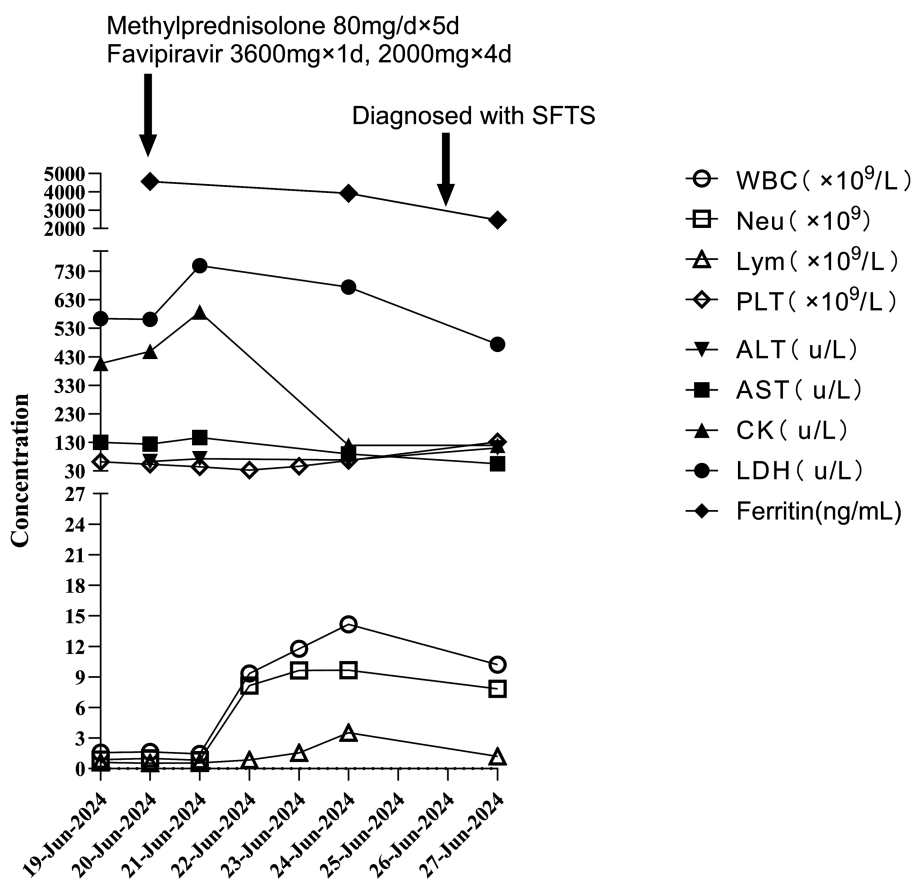 Methylprednisolone 80mg/d×5d
Favipiravir 3600mg×1d, 2000mg×4d
Diagnosed with SFTS
5000
4000
3000
2000
730
630
530
430
330
230
130
30
27
24
21
18
15
12
9
6
3
0
Concentration
19-Jun-2024
20-Jun-2024
21-Jun-2024
22-Jun-2024
23-Jun-2024
24-Jun-2024
25-Jun-2024
26-Jun-2024
27-Jun-2024
WBC( ×10⁹/L)
Neu( ×10⁹)
Lym( ×10⁹/L)
PLT( ×10⁹/L)
ALT( u/L)
AST( u/L)
CK( u/L)
LDH( u/L)
Ferritin(ng/mL)